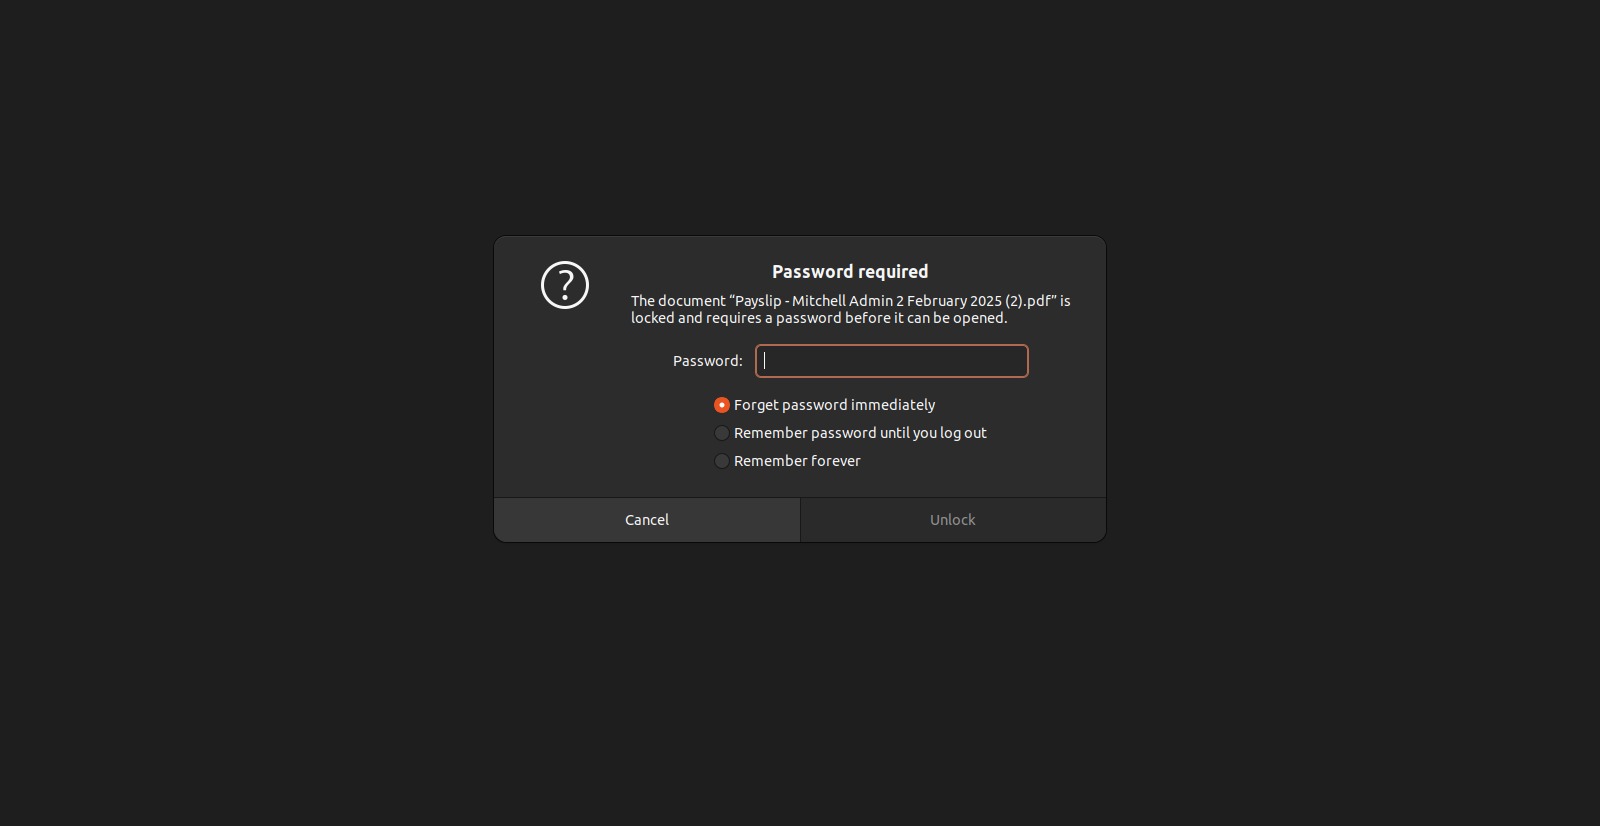 ?
Password required
The document “Payslip - Mitchell Admin 2 February 2025 (2).pdf” is
locked and requires a password before it can be opened.
Password:
Forget password immediately
Remember password until you log out
Remember forever
Cancel
Unlock